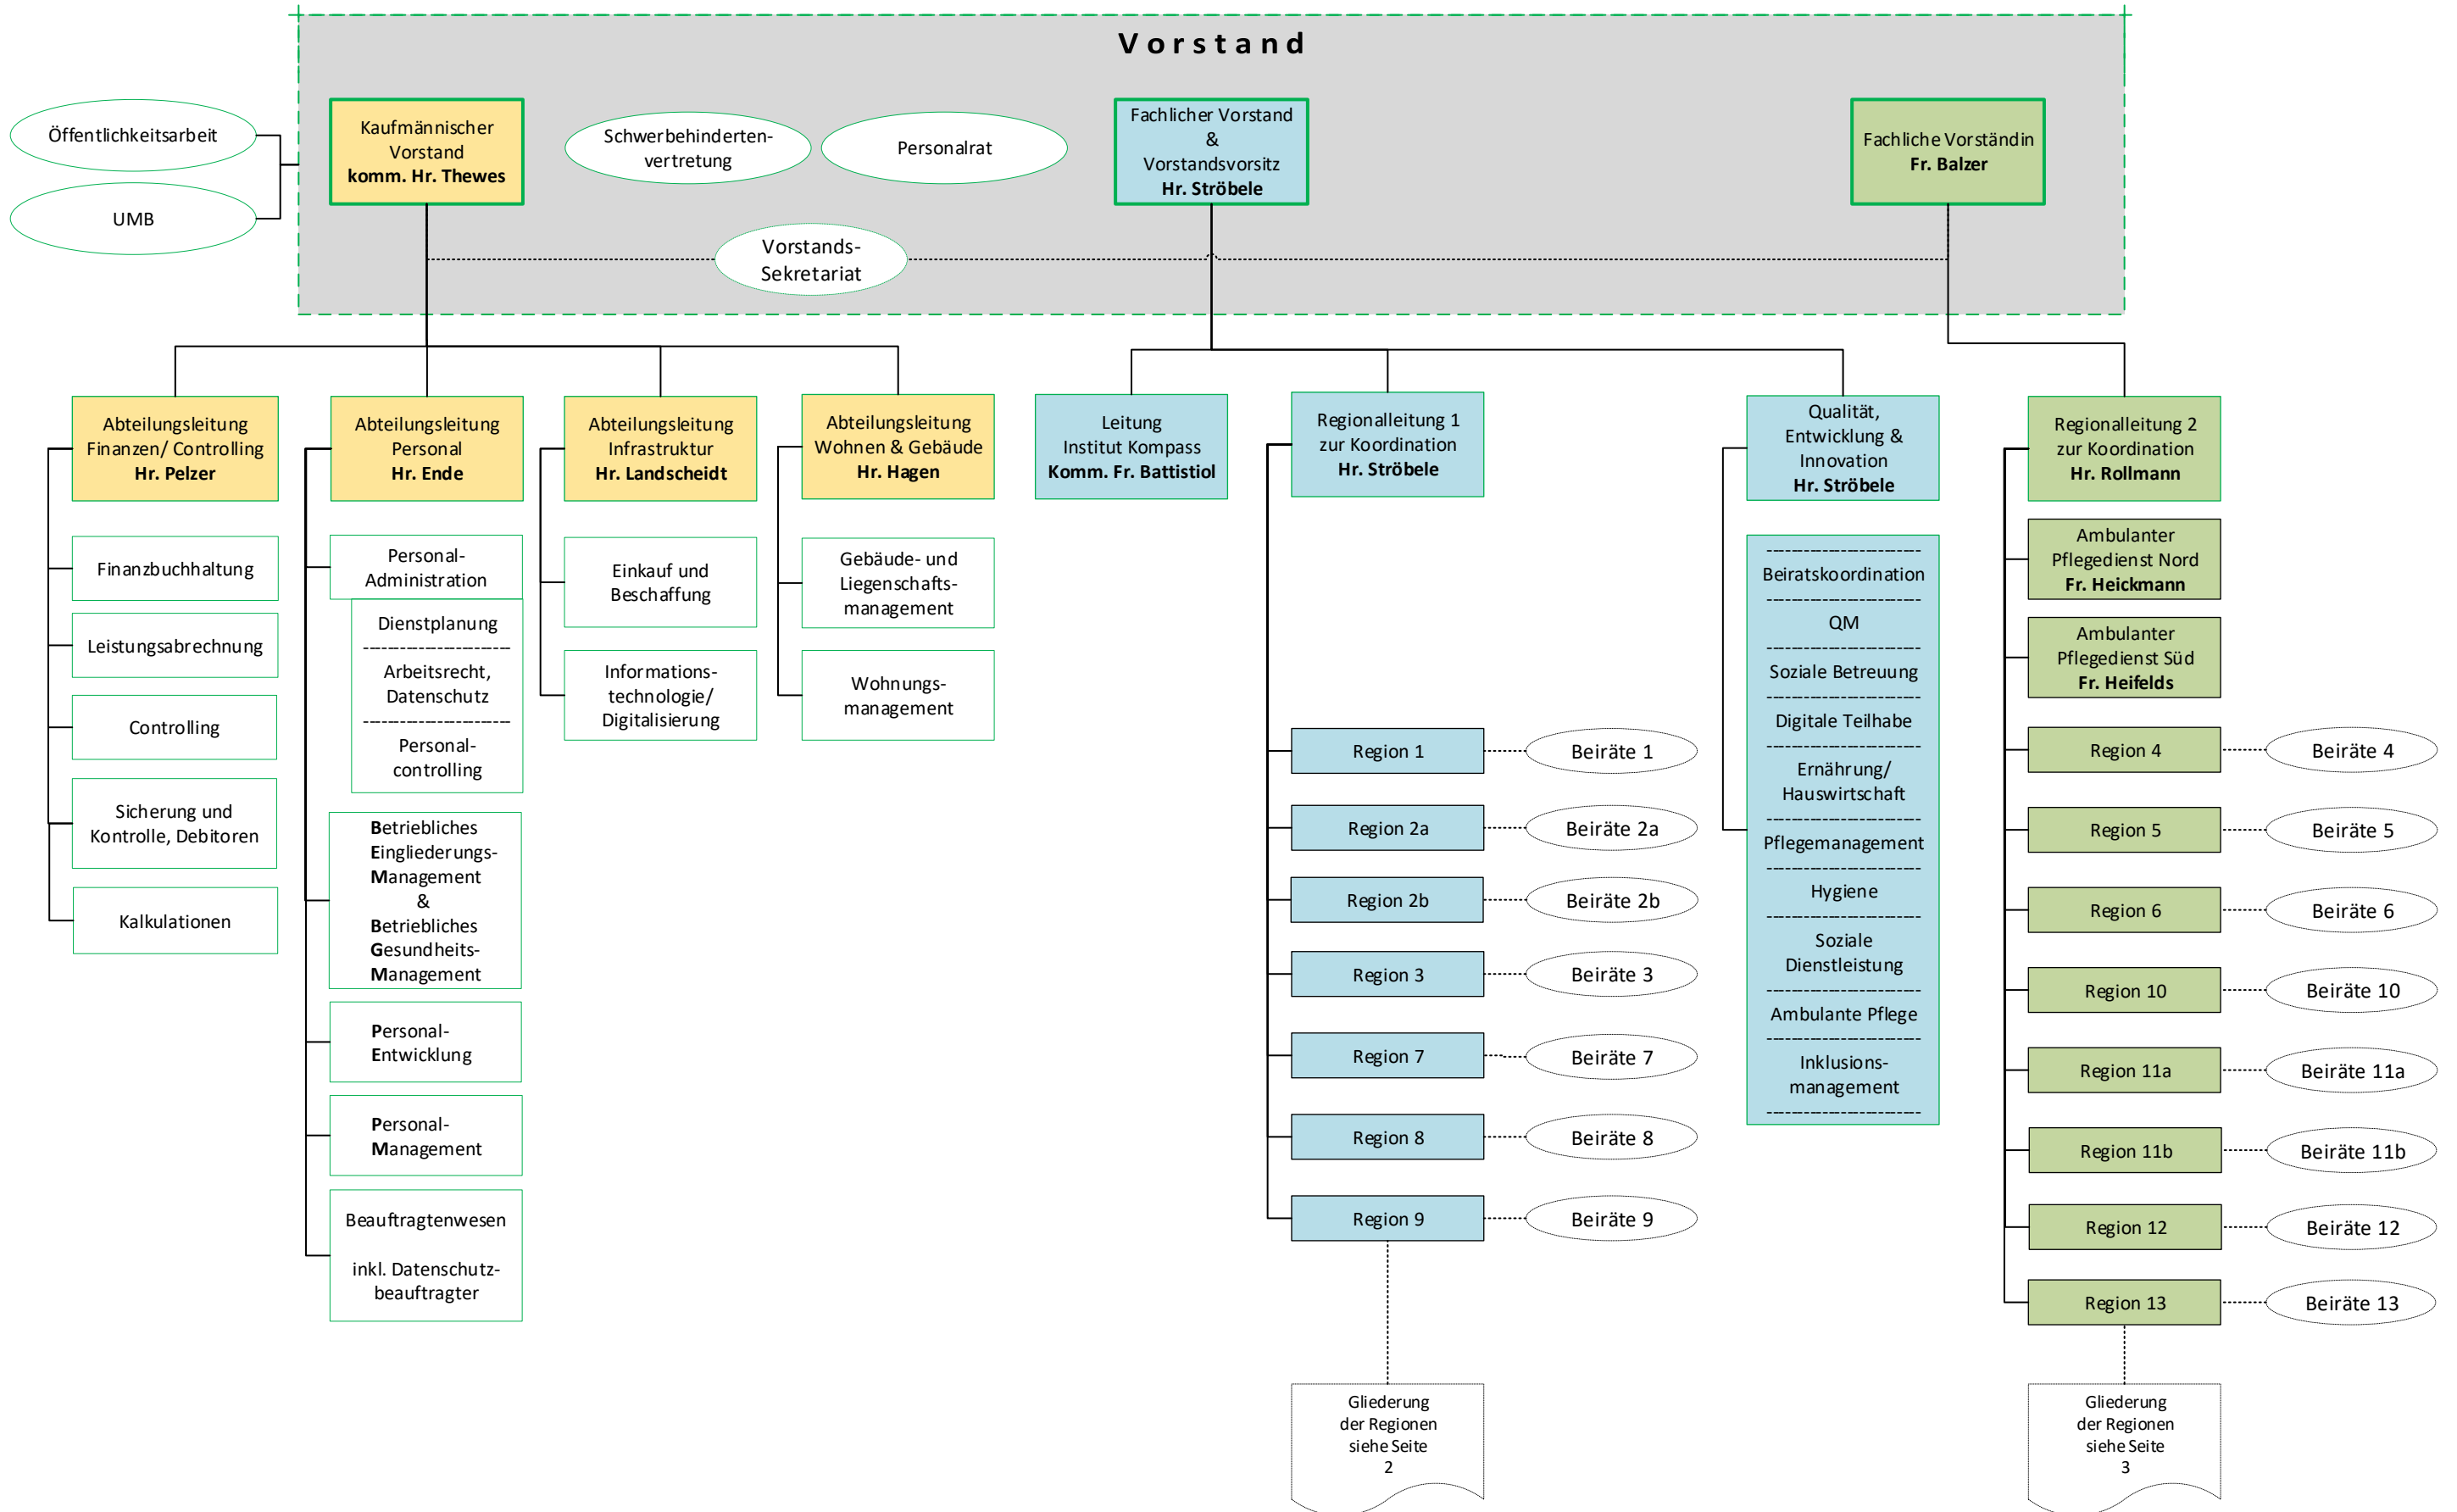 Vorstand
Öffentlichkeitsarbeit
UMB
Kaufmännischer
Vorstand
komm. Hr. Thewes
Schwerbehinderten-
vertretung
Personalrat
Fachlicher Vorstand
&
Vorstandsvorsitz
Hr. Ströbele
Fachliche Vorständin
Fr. Balzer
Vorstands-
Sekretariat
Abteilungsleitung
Finanzen/ Controlling
Hr. Pelzer
Finanzbuchhaltung
Leistungsabrechnung
Controlling
Sicherung und
Kontrolle, Debitoren
Kalkulationen
Abteilungsleitung
Personal
Hr. Ende
Personal-
Administration
Dienstplanung
Arbeitsrecht,
Datenschutz
Personal-
controlling
Betriebliches
Eingliederungs-
Management
&
Betriebliches
Gesundheits-
Management
Personal-
Entwicklung
Personal-
Management
Beauftragtenwesen
inkl. Datenschutz-
beauftragter
Abteilungsleitung
Infrastruktur
Hr. Landscheidt
Einkauf und
Beschaffung
Informations-
technologie/
Digitalisierung
Abteilungsleitung
Wohnen & Gebäude
Hr. Hagen
Gebäude- und
Liegenschafts-
management
Wohnungs-
management
Leitung
Institut Kompass
Komm. Fr. Battistiol
Regionalleitung 1
zur Koordination
Hr. Ströbele
Region 1
Beiräte 1
Region 2a
Beiräte 2a
Region 2b
Beiräte 2b
Region 3
Beiräte 3
Region 7
Beiräte 7
Region 8
Beiräte 8
Region 9
Beiräte 9
Gliederung
der Regionen
siehe Seite
2
Qualität,
Entwicklung &
Innovation
Hr. Ströbele
Beiratskoordination
QM
Soziale Betreuung
Digitale Teilhabe
Ernährung/
Hauswirtschaft
Pflegemanagement
Hygiene
Soziale
Dienstleistung
Ambulante Pflege
Inklusions-
management
Regionalleitung 2
zur Koordination
Hr. Rollmann
Ambulanter
Pflegedienst Nord
Fr. Heickmann
Ambulanter
Pflegedienst Süd
Fr. Heifelds
Region 4
Beiräte 4
Region 5
Beiräte 5
Region 6
Beiräte 6
Region 10
Beiräte 10
Region 11a
Beiräte 11a
Region 11b
Beiräte 11b
Region 12
Beiräte 12
Region 13
Beiräte 13
Gliederung
der Regionen
siehe Seite
3